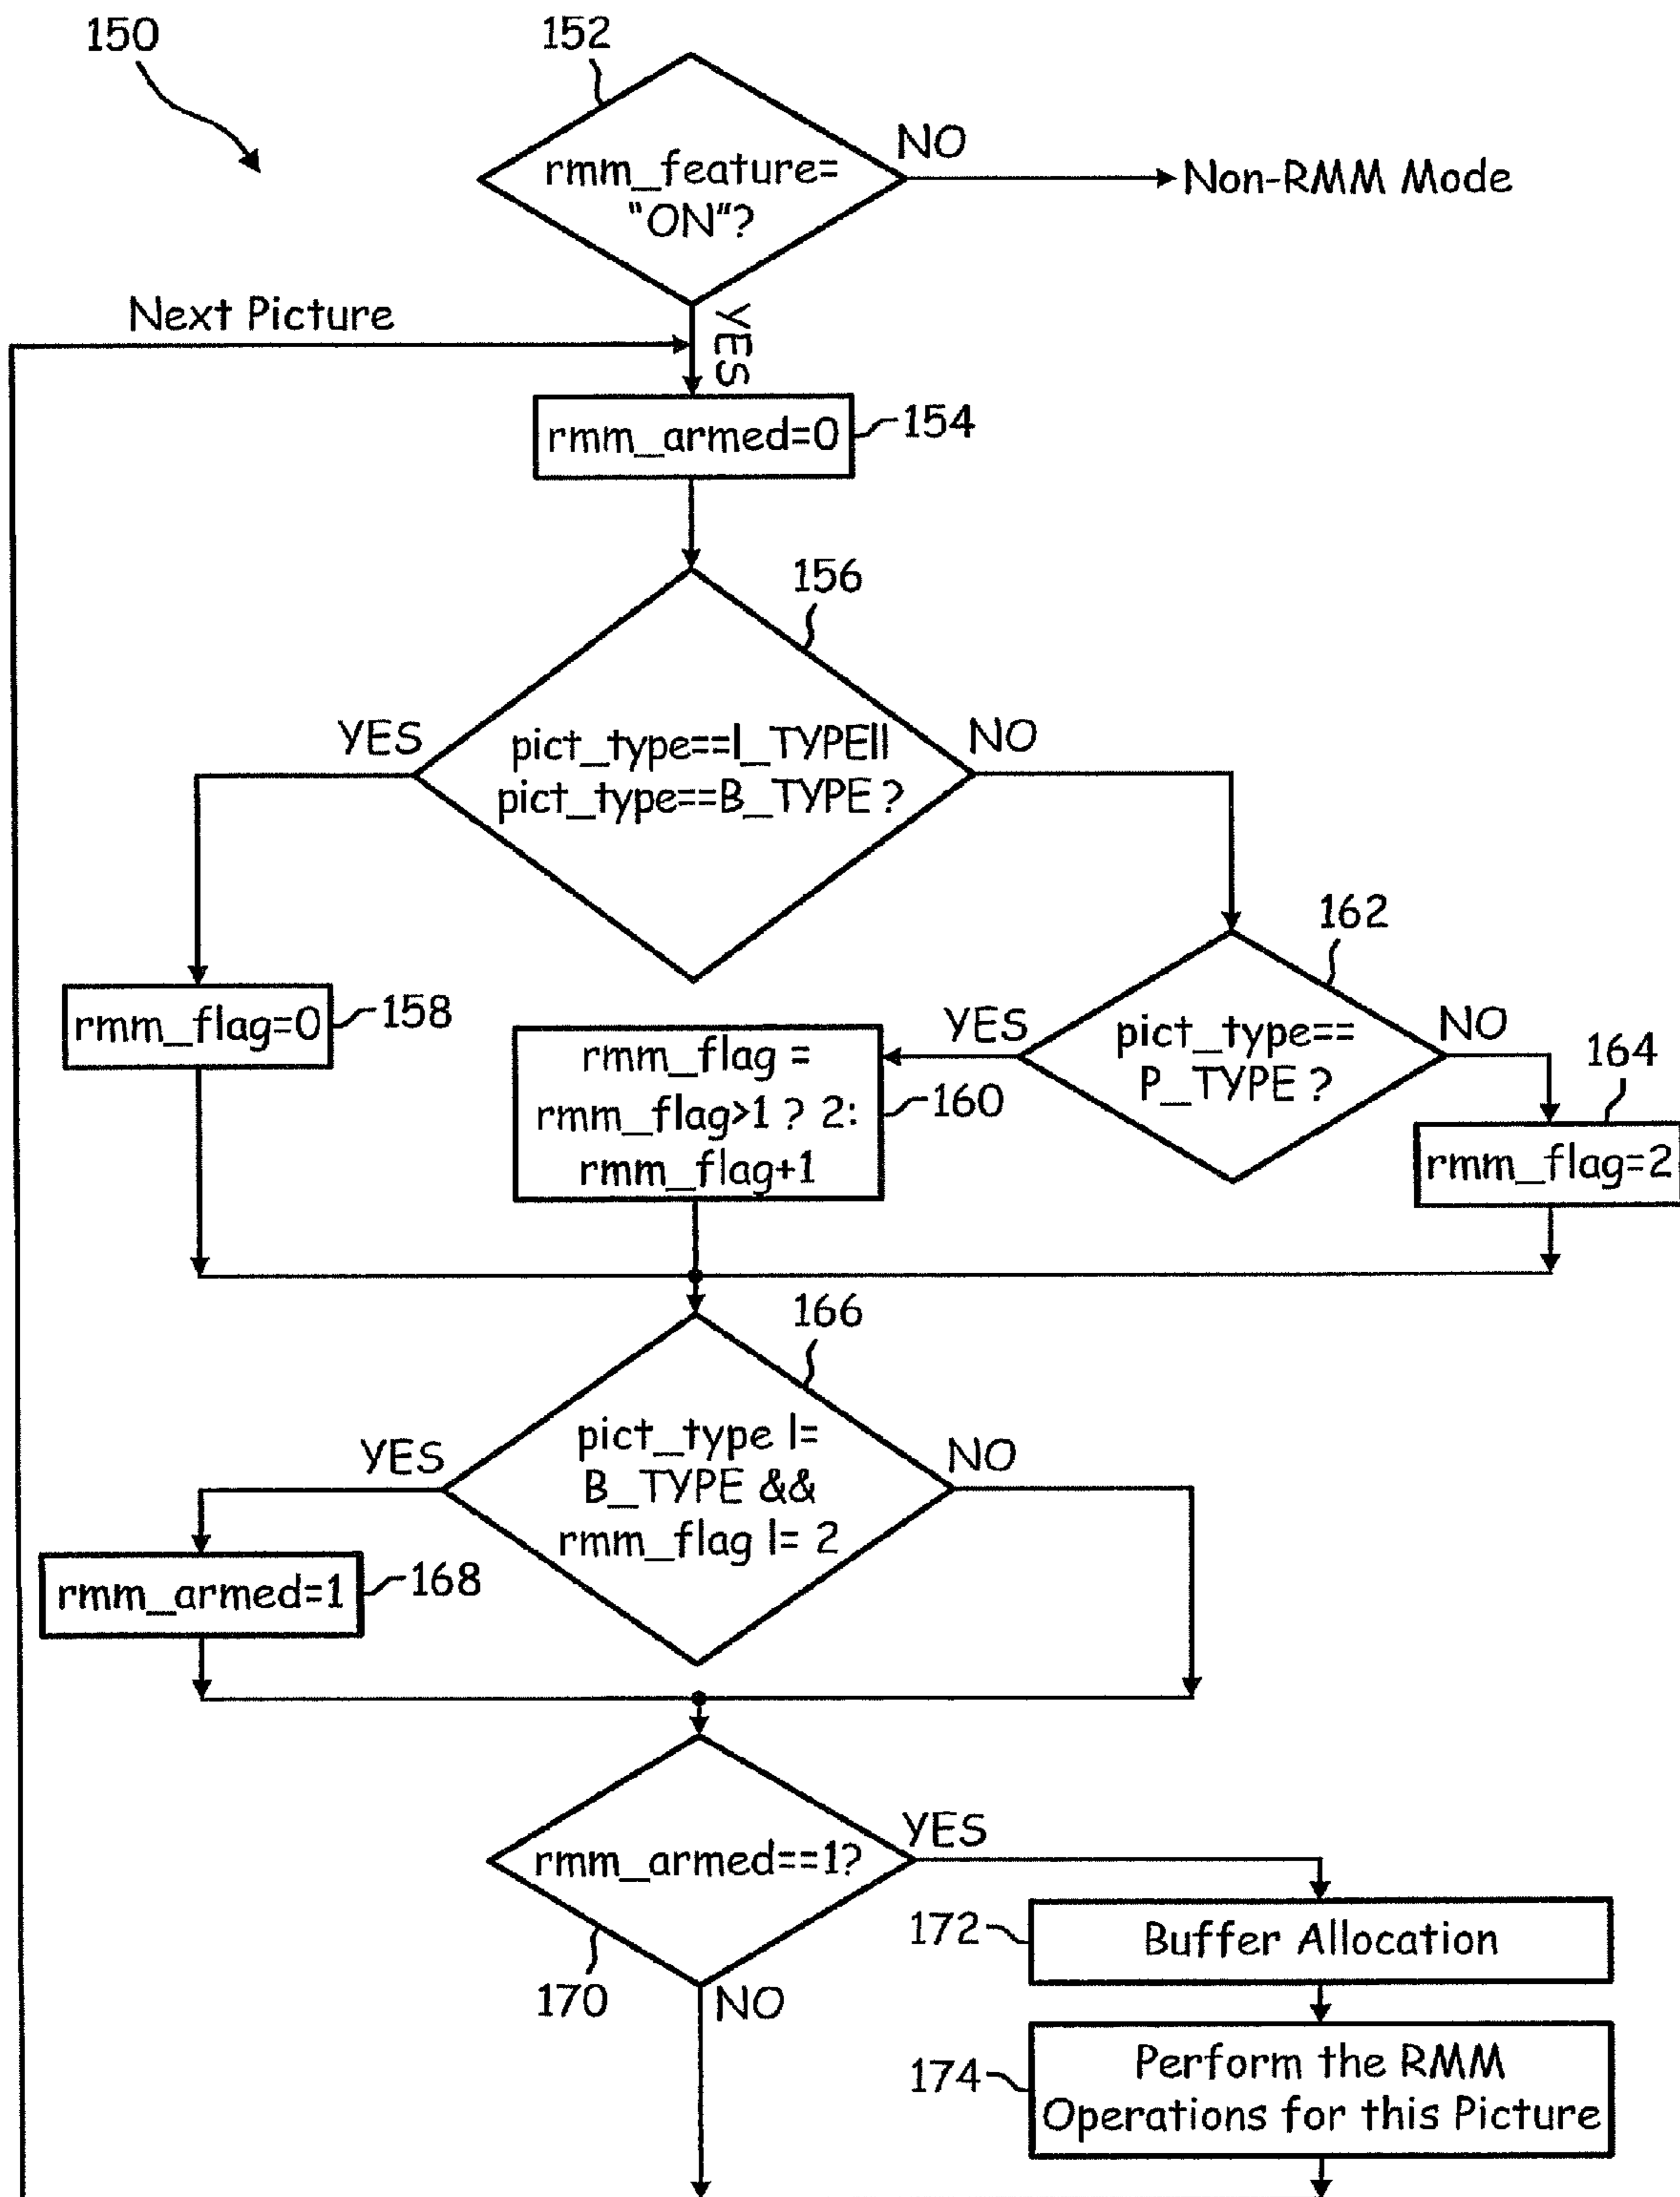 150
152
rmm_feature=
"ON"?
NO
Non-RMM Mode
Next Picture
YES
rmm_armed=0
154
156
YES
pict_type==I_TYPE||
pict_type==B_TYPE ?
NO
162
rmm_flag=0
158
YES
pict_type==
P_TYPE ?
NO
164
rmm_flag =
rmm_flag>1 ? 2:
rmm_flag+1
160
rmm_flag=2
166
YES
pict_type !=
B_TYPE &&
rmm_flag != 2
NO
rmm_armed=1
168
rmm_armed==1?
YES
170
NO
172
Buffer Allocation
174
Perform the RMM
Operations for this Picture